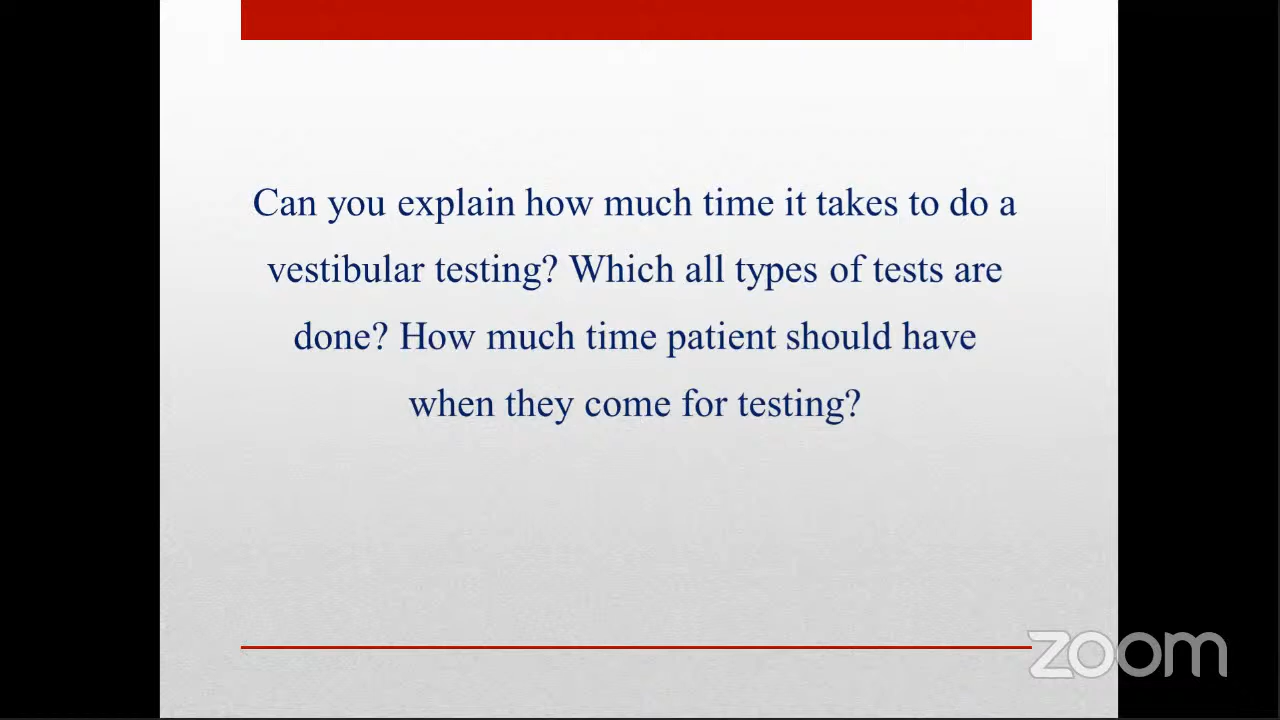 Can you explain how much time it takes to do a
vestibular testing? Which all types of tests are
done? How much time patient should have
when they come for testing?
zoom